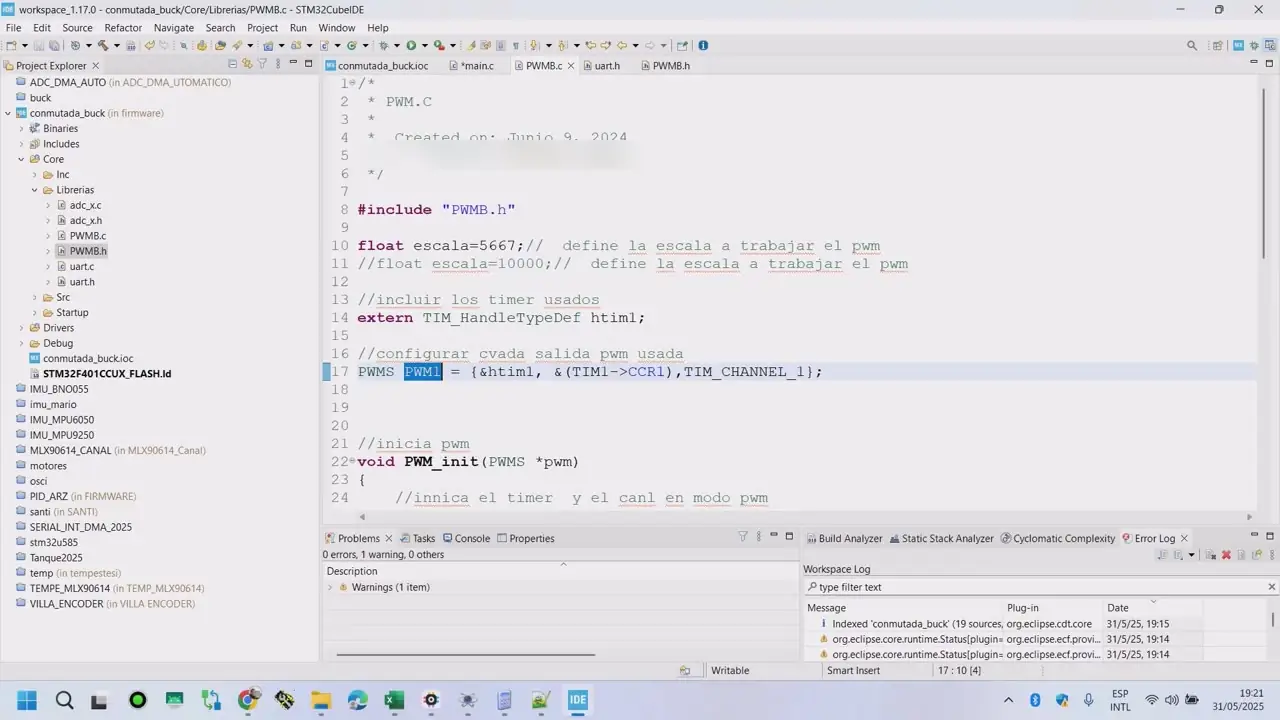 workspace_1.17.0 - conmutada_buck/Core/Librerias/PWMB.c - STM32CubeIDE
File Edit Source Refactor Navigate Search Project Run Window Help
Project Explorer
conmutada_buck.ioc *main.c PWMB.c uart.h PWMB.h
ADC_DMA_AUTO (in ADC_DMA_UTOMATICO)
buck
conmutada_buck (in firmware)
Binaries
Includes
Core
Inc
Librerias
adc_x.c
adc_x.h
PWMB.c
PWMB.h
uart.c
uart.h
Src
Startup
Drivers
Debug
conmutada_buck.ioc
STM32F401CCUX_FLASH.ld
IMU_BNO055
imu_mario
IMU_MPU6050
IMU_MPU9250
MLX90614_CANAL (in MLX90614_Canal)
motores
osci
PID_ARZ (in FIRMWARE)
santi (in SANTI)
SERIAL_INT_DMA_2025
stm32u585
Tanque2025
temp (in tempestesi)
TEMPE_MLX90614 (in TEMP_MLX90614)
VILLA_ENCODER (in VILLA ENCODER)
1 /*
2 * PWM.C
3 *
4 * Created on: Junio 9, 2024
5
6 */
7
8 #include "PWMB.h"
9
10 float escala=5667;// define la escala a trabajar el pwm
11 //float escala=10000;// define la escala a trabajar el pwm
12
13 //incluir los timer usados
14 extern TIM_HandleTypeDef htim1;
15
16 //configurar cvada salida pwm usada
17 PWMS PWM1 = {&htim1, &(TIM1->CCR1),TIM_CHANNEL_1};
18
19
20
21 //inicia pwm
22 void PWM_init(PWMS *pwm)
23 {
24 //innica el timer y el canl en modo pwm
Problems Tasks Console Properties
0 errors, 1 warning, 0 others
Description
Warnings (1 item)
Build Analyzer Static Stack Analyzer Cyclomatic Complexity Error Log
Workspace Log
type filter text
Message Plug-in Date
Indexed 'conmutada_buck' (19 sources, org.eclipse.cdt.core 31/5/25, 19:15
org.eclipse.core.runtime.Status[plugin= org.eclipse.ecf.provi... 31/5/25, 19:14
org.eclipse.core.runtime.Status[plugin= org.eclipse.ecf.provi... 31/5/25, 19:14
Writable Smart Insert 17 : 10 [4]
IDE
ESP
INTL
19:21
31/05/2025